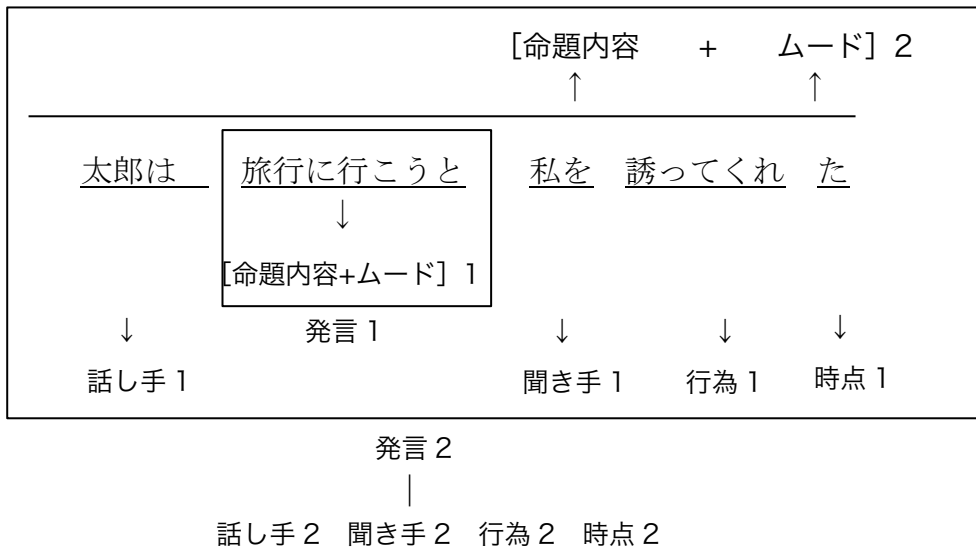 ［命題内容 + ムード］2
↑ ↑
太郎は 旅行に行こうと 私を 誘ってくれ た
↓
［命題内容+ムード］1
↓ 発言1 ↓ ↓ ↓
話し手1 聞き手1 行為1 時点1
発言2
｜
話し手2 聞き手2 行為2 時点2